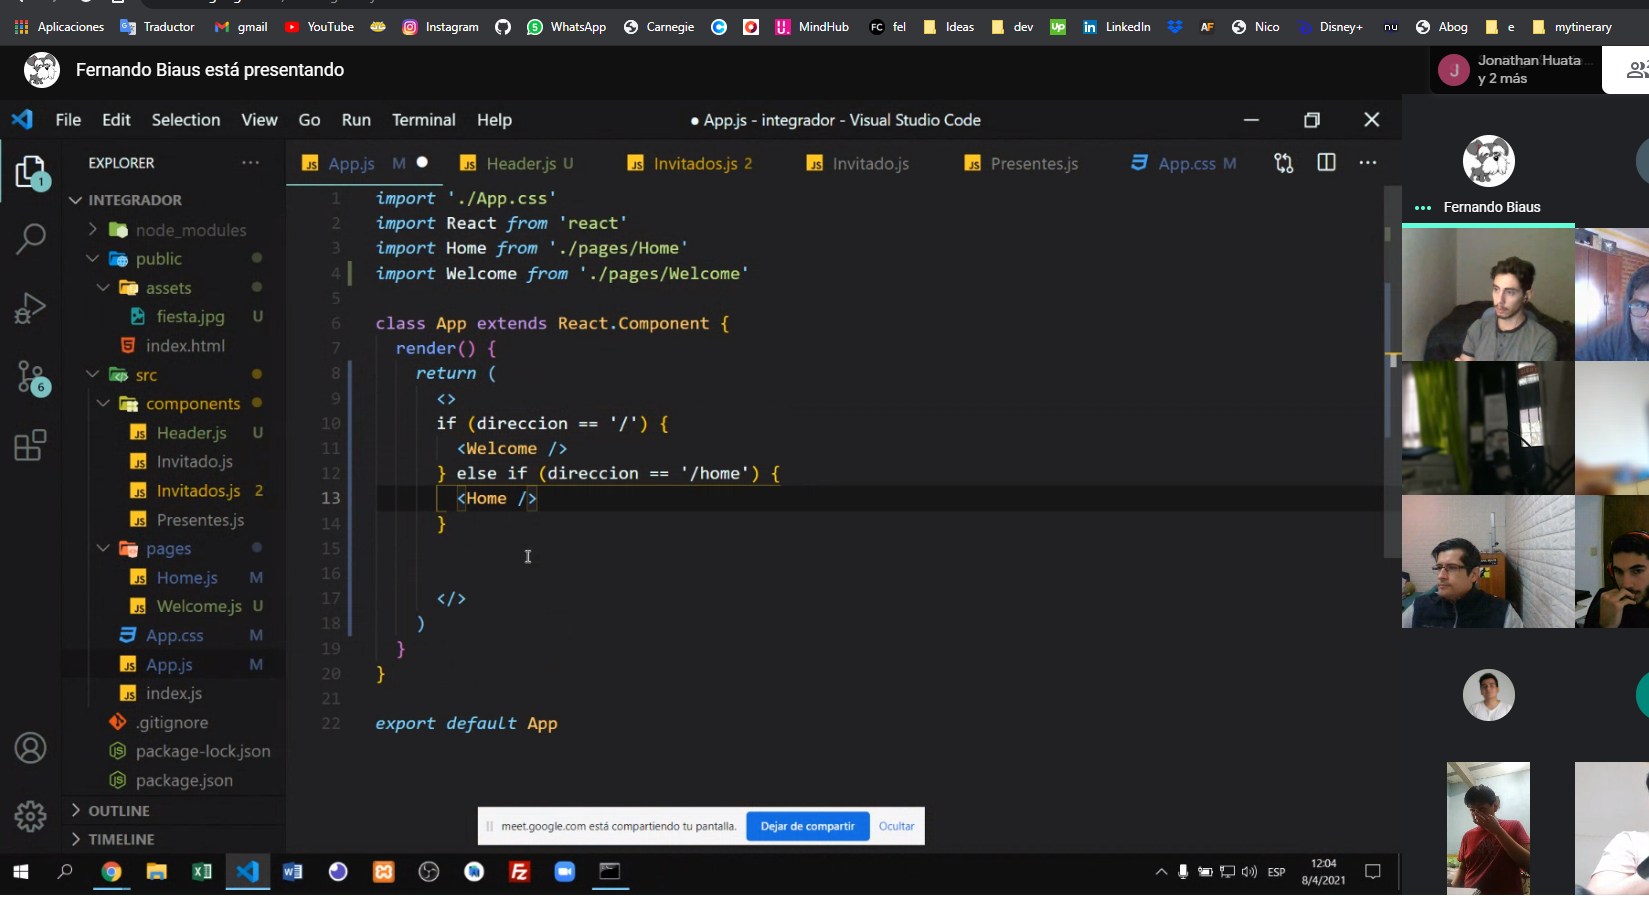 Aplicaciones Traductor gmail YouTube Instagram WhatsApp Carnegie MindHub FC fel Ideas dev Up LinkedIn AF Nico Disney+ nu Abog e mytinerary
Fernando Biaus está presentando
J Jonathan Huata
y 2 más
File Edit Selection View Go Run Terminal Help
● App.js - integrador - Visual Studio Code
EXPLORER
App.js M Header.js U Invitados.js 2 Invitado.js Presentes.js App.css M
1
6
INTEGRADOR
node_modules
public
assets
fiesta.jpg U
index.html
src
components
Header.js U
Invitado.js
Invitados.js 2
Presentes.js
pages
Home.js M
Welcome.js U
App.css M
App.js M
index.js
.gitignore
package-lock.json
package.json
OUTLINE
TIMELINE
1 import './App.css'
2 import React from 'react'
3 import Home from './pages/Home'
4 import Welcome from './pages/Welcome'
5
6 class App extends React.Component {
7 render() {
8 return (
9 <>
10 if (direccion == '/') {
11 <Welcome />
12 } else if (direccion == '/home') {
13 <Home />
14 }
15
16
17 </>
18 )
19 }
20 }
21
22 export default App
Fernando Biaus
meet.google.com está compartiendo tu pantalla. Dejar de compartir Ocultar
ESP
12:04
8/4/2021